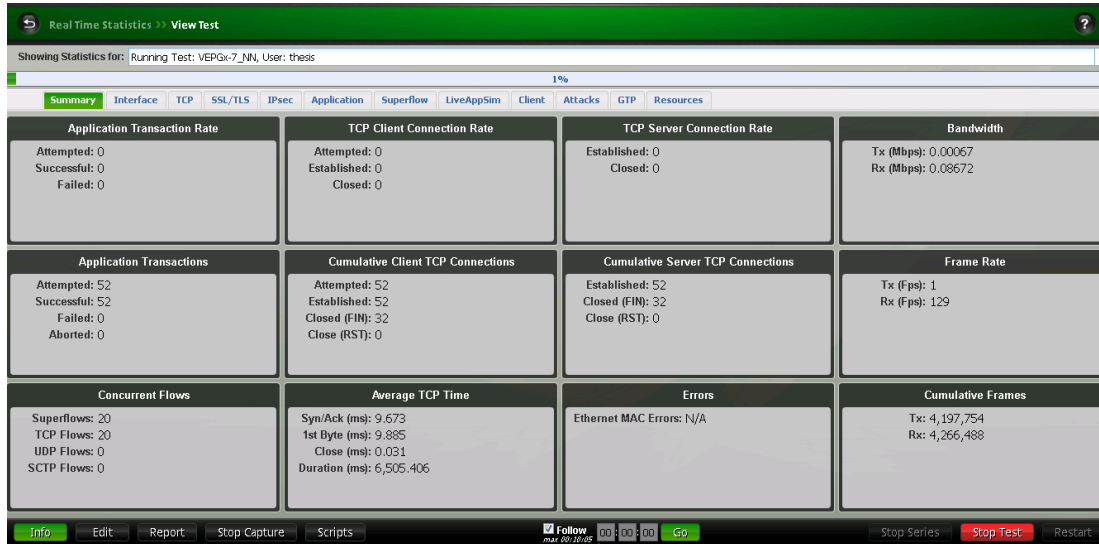 Real Time Statistics >> View Test
?
Showing Statistics for: Running Test: VEPGx-7_NN, User: thesis
1%
Summary Interface TCP SSL/TLS IPsec Application Superflow LiveAppSim Client Attacks GTP Resources
Application Transaction Rate
Attempted: 0
Successful: 0
Failed: 0
TCP Client Connection Rate
Attempted: 0
Established: 0
Closed: 0
TCP Server Connection Rate
Established: 0
Closed: 0
Bandwidth
Tx (Mbps): 0.00067
Rx (Mbps): 0.08672
Application Transactions
Attempted: 52
Successful: 52
Failed: 0
Aborted: 0
Cumulative Client TCP Connections
Attempted: 52
Established: 52
Closed (FIN): 32
Close (RST): 0
Cumulative Server TCP Connections
Established: 52
Closed (FIN): 32
Close (RST): 0
Frame Rate
Tx (Fps): 1
Rx (Fps): 129
Concurrent Flows
Superflows: 20
TCP Flows: 20
UDP Flows: 0
SCTP Flows: 0
Average TCP Time
Syn/Ack (ms): 9.673
1st Byte (ms): 9.885
Close (ms): 0.031
Duration (ms): 6,505.406
Errors
Ethernet MAC Errors: N/A
Cumulative Frames
Tx: 4,197,754
Rx: 4,266,488
Info Edit Report Stop Capture Scripts Follow 00:00:00 Go Stop Series Stop Test Restart
max 00:10:05